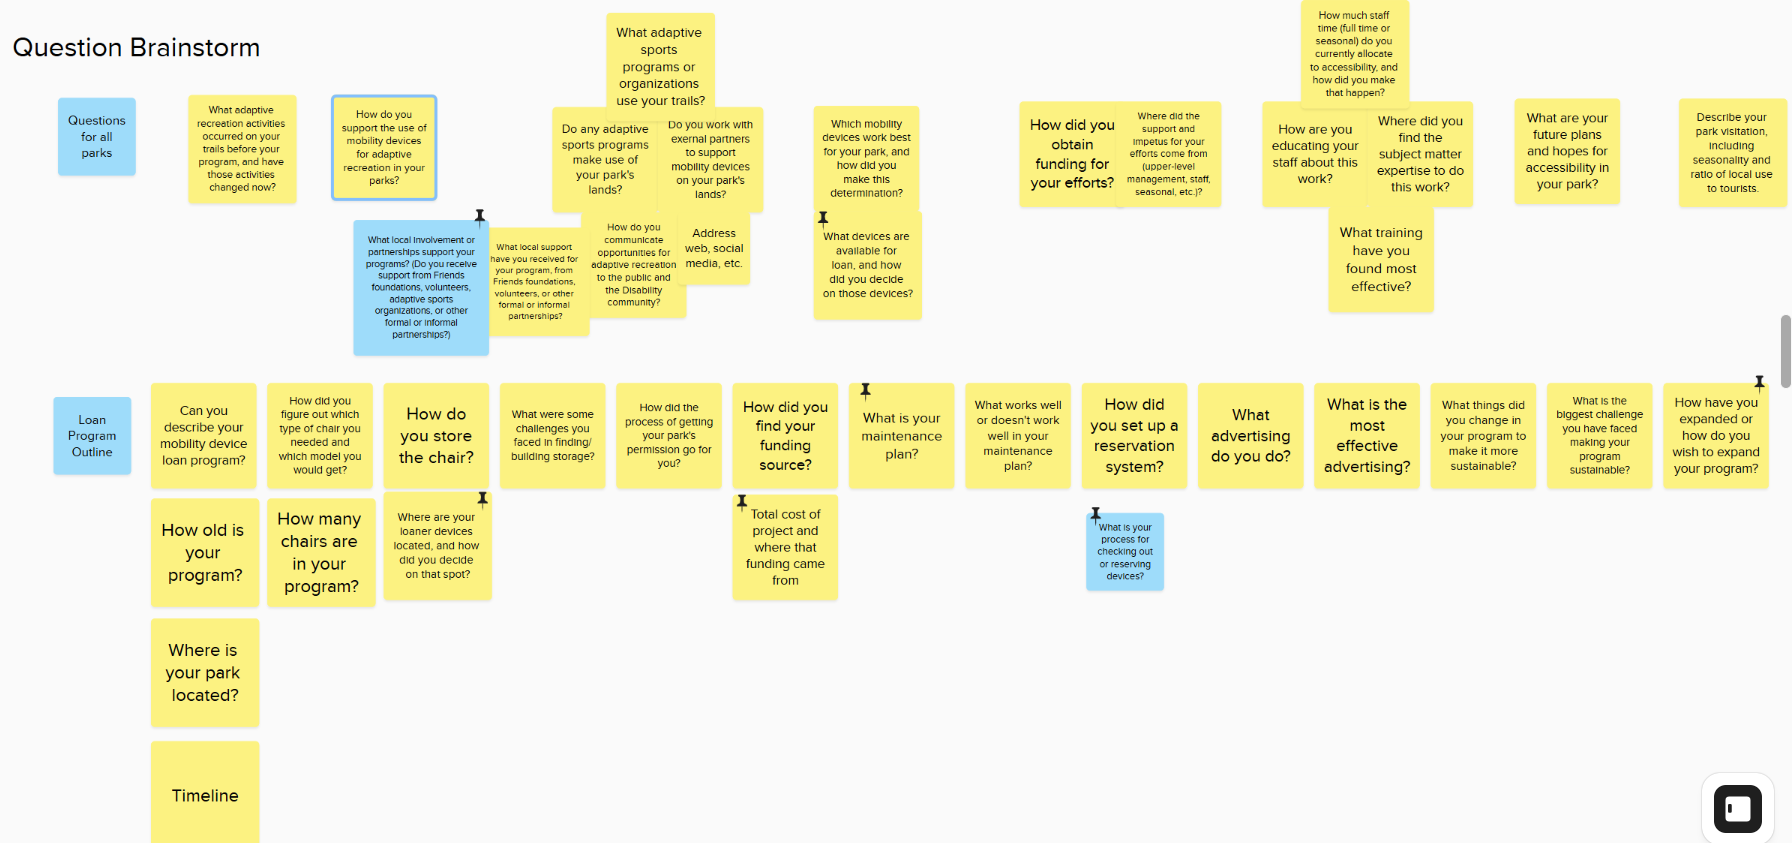 Question Brainstorm
Questions
for all
parks
What adaptive
recreation activities
occurred on your
trails before your
program, and have
those activities
changed now?
How do you
support the use of
mobility devices
for adaptive
recreation in your
parks?
What adaptive
sports
programs or
organizations
use your trails?
Do any adaptive
sports programs
make use of
your park's
lands?
Do you work with
exernal partners
to support
mobility devices
on your park's
lands?
Which mobility
devices work best
for your park, and
how did you
make this
determination?
How did you
obtain
funding for
your efforts?
Where did the
support and
impetus for your
efforts come from
(upper-level
management, staff,
seasonal, etc.)?
How much staff
time (full time or
seasonal) do you
currently allocate
to accessibility, and
how did you make
that happen?
How are you
educating your
staff about this
work?
Where did you
find the
subject matter
expertise to do
this work?
What are your
future plans
and hopes for
accessibility in
your park?
Describe your
park visitation,
including
seasonality and
ratio of local use
to tourists.
What local involvement or
partnerships support your
programs? (Do you receive
support from Friends
foundations, volunteers,
adaptive sports
organizations, or other
formal or informal
partnerships?)
What local support
have you received for
your program, from
Friends foundations,
volunteers, or other
formal or informal
partnerships?
How do you
communicate
opportunities for
adaptive recreation
to the public and
the Disability
community?
Address
web, social
media, etc.
What devices are
available for
loan, and how
did you decide
on those devices?
What training
have you
found most
effective?
Loan
Program
Outline
Can you
describe your
mobility device
loan program?
How did you
figure out which
type of chair you
needed and
which model you
would get?
How do
you store
the chair?
What were some
challenges you
faced in finding/
building storage?
How did the
process of getting
your park's
permission go for
you?
How did you
find your
funding
source?
What is your
maintenance
plan?
What works well
or doesn't work
well in your
maintenance
plan?
How did
you set up a
reservation
system?
What
advertising
do you do?
What is the
most
effective
advertising?
What things did
you change in
your program to
make it more
sustainable?
What is the
biggest challenge
you have faced
making your
program
sustainable?
How have you
expanded or
how do you
wish to expand
your program?
How old is
your
program?
How many
chairs are
in your
program?
Where are your
loaner devices
located, and how
did you decide
on that spot?
Total cost of
project and
where that
funding came
from
What is your
process for
checking out
or reserving
devices?
Where is
your park
located?
Timeline